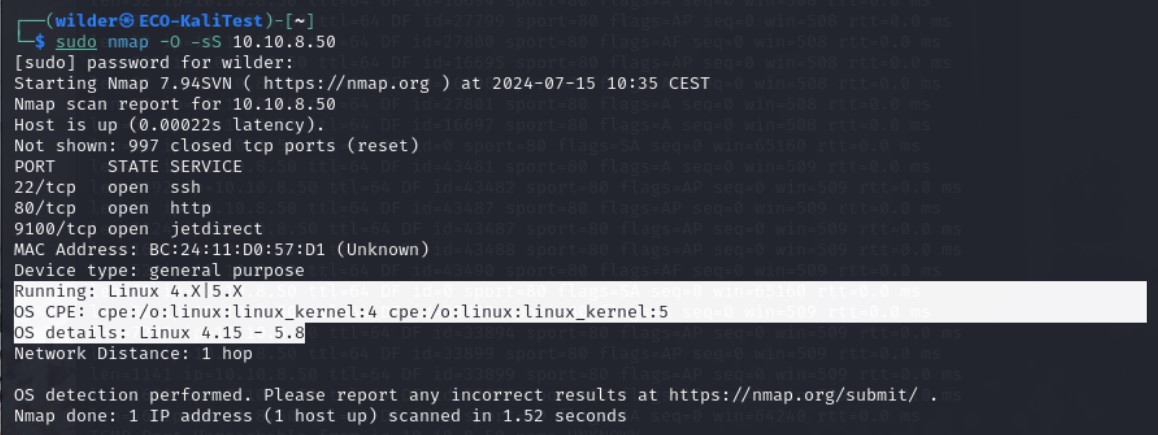 ┌──(wilder㉿ECO-KaliTest)-[~]
└─$ sudo nmap -O -sS 10.10.8.50
[sudo] password for wilder:
Starting Nmap 7.94SVN ( https://nmap.org ) at 2024-07-15 10:35 CEST
Nmap scan report for 10.10.8.50
Host is up (0.00022s latency).
Not shown: 997 closed tcp ports (reset)
PORT     STATE SERVICE
22/tcp   open  ssh
80/tcp   open  http
9100/tcp open  jetdirect
MAC Address: BC:24:11:D0:57:D1 (Unknown)
Device type: general purpose
Running: Linux 4.X|5.X
OS CPE: cpe:/o:linux:linux_kernel:4 cpe:/o:linux:linux_kernel:5
OS details: Linux 4.15 - 5.8
Network Distance: 1 hop
OS detection performed. Please report any incorrect results at https://nmap.org/submit/ .
Nmap done: 1 IP address (1 host up) scanned in 1.52 seconds